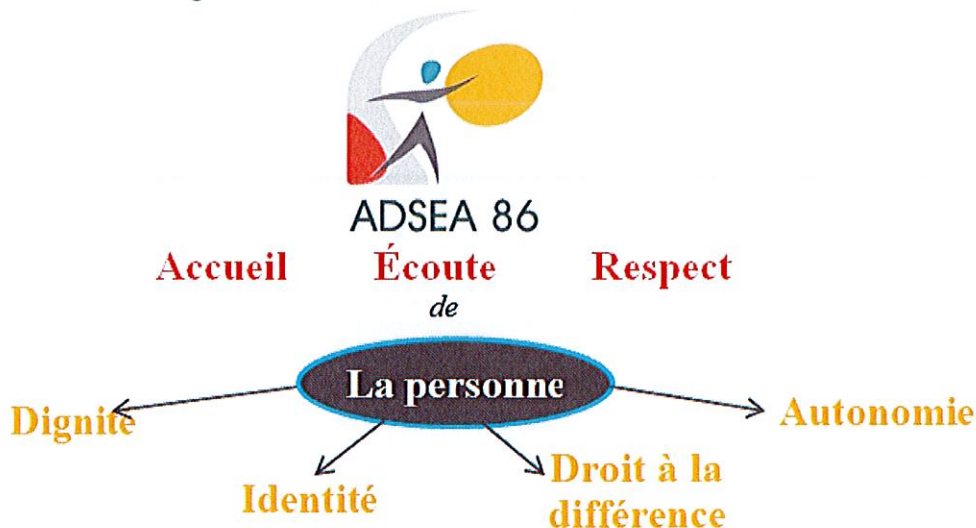 ADSEA 86
Accueil Écoute Respect
de
La personne
Dignité Autonomie
Identité Droit à la
différence